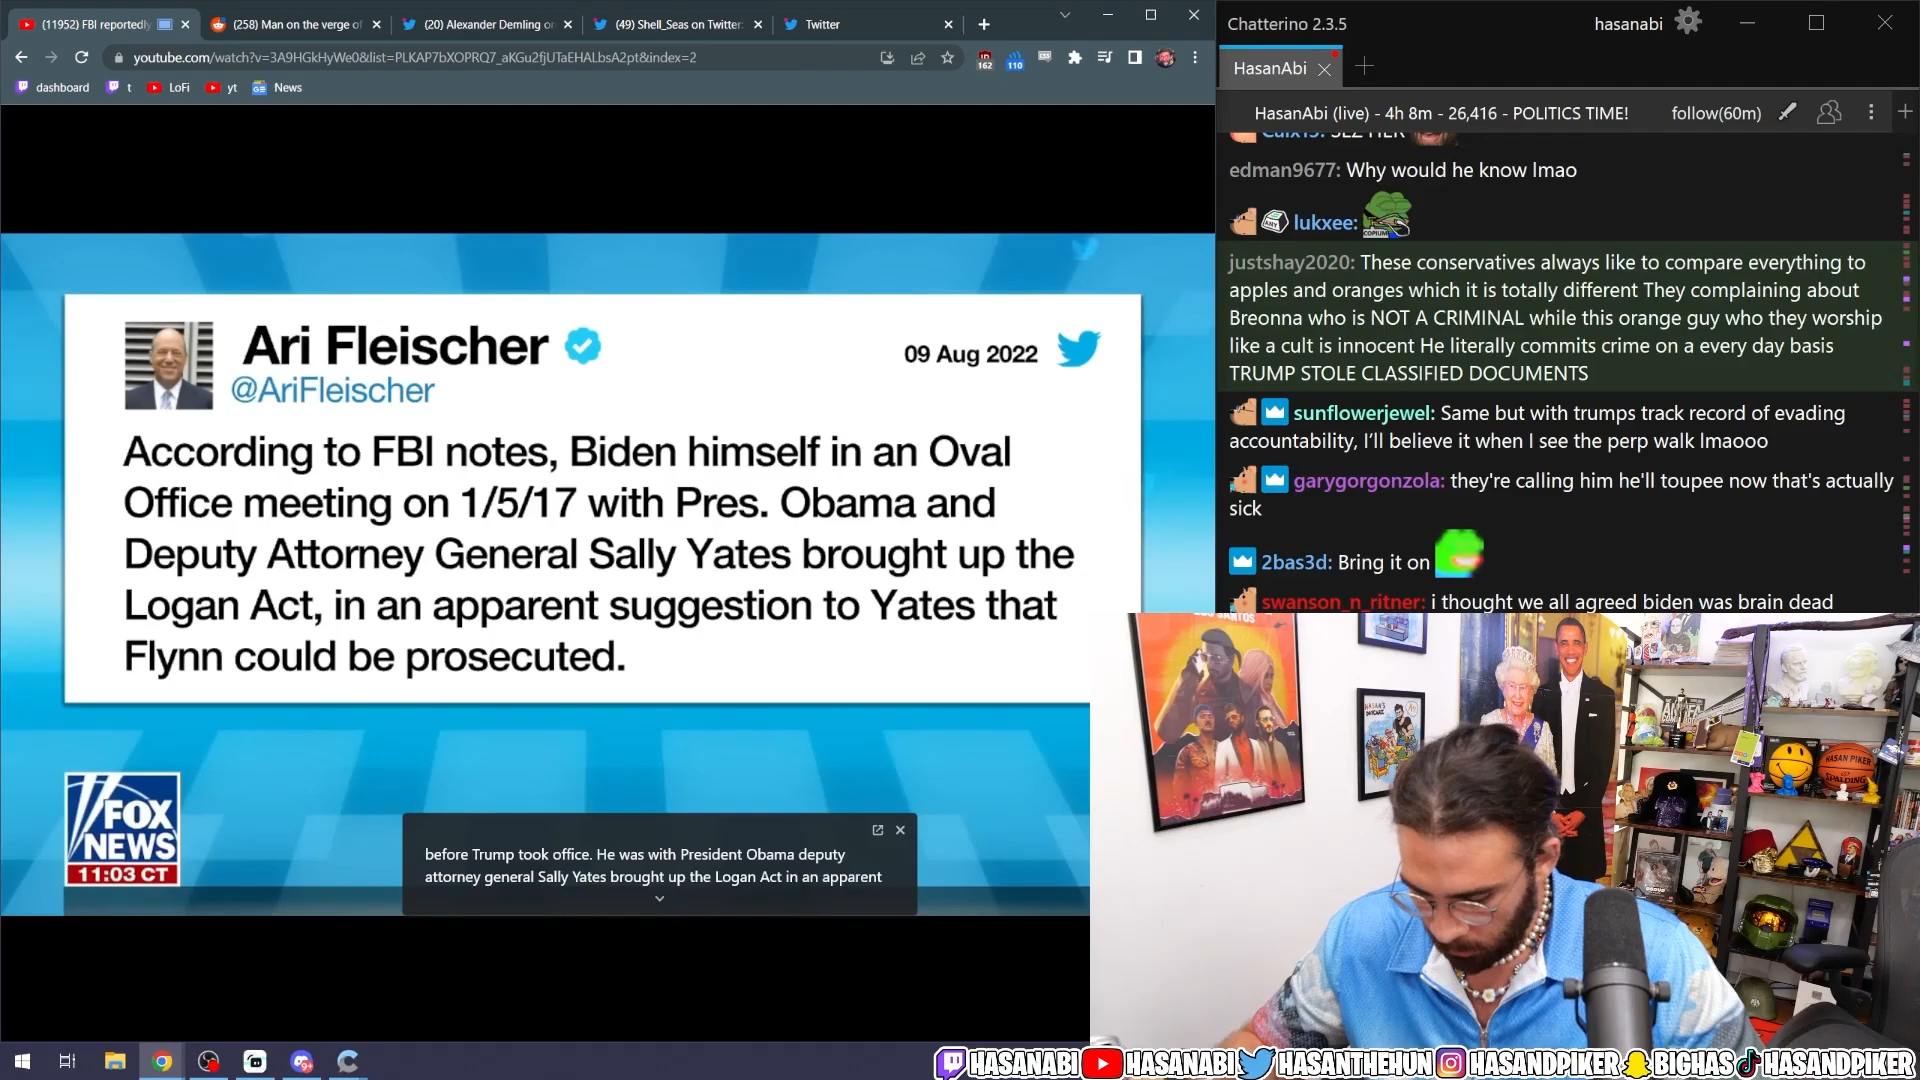 (11952) FBI reportedly
(258) Man on the verge of
(20) Alexander Demling on
(49) Shell_Seas on Twitter:
Twitter
youtube.com/watch?v=3A9HGkHyWe0&list=PLKAP7bXOPRQ7_aKGu2fjUTaEHALbsA2pt&index=2
162
110
dashboard
t
LoFi
yt
News
Ari Fleischer
@AriFleischer
09 Aug 2022
According to FBI notes, Biden himself in an Oval
Office meeting on 1/5/17 with Pres. Obama and
Deputy Attorney General Sally Yates brought up the
Logan Act, in an apparent suggestion to Yates that
Flynn could be prosecuted.
FOX
NEWS
11:03 CT
before Trump took office. He was with President Obama deputy
attorney general Sally Yates brought up the Logan Act in an apparent
Chatterino 2.3.5
hasanabi
HasanAbi
HasanAbi (live) - 4h 8m - 26,416 - POLITICS TIME!
follow(60m)
edman9677: Why would he know lmao
lukxee:
COPIUM
justshay2020: These conservatives always like to compare everything to
apples and oranges which it is totally different They complaining about
Breonna who is NOT A CRIMINAL while this orange guy who they worship
like a cult is innocent He literally commits crime on a every day basis
TRUMP STOLE CLASSIFIED DOCUMENTS
sunflowerjewel: Same but with trumps track record of evading
accountability, I'll believe it when I see the perp walk lmaooo
garygorgonzola: they're calling him he'll toupee now that's actually
sick
2bas3d: Bring it on
swanson_n_ritner: i thought we all agreed biden was brain dead
HASAN PIKER
SPALDING
HASANABI
HASANABI
HASANTHEHUN
HASANDPIKER
BIGHAS
HASANDPIKER